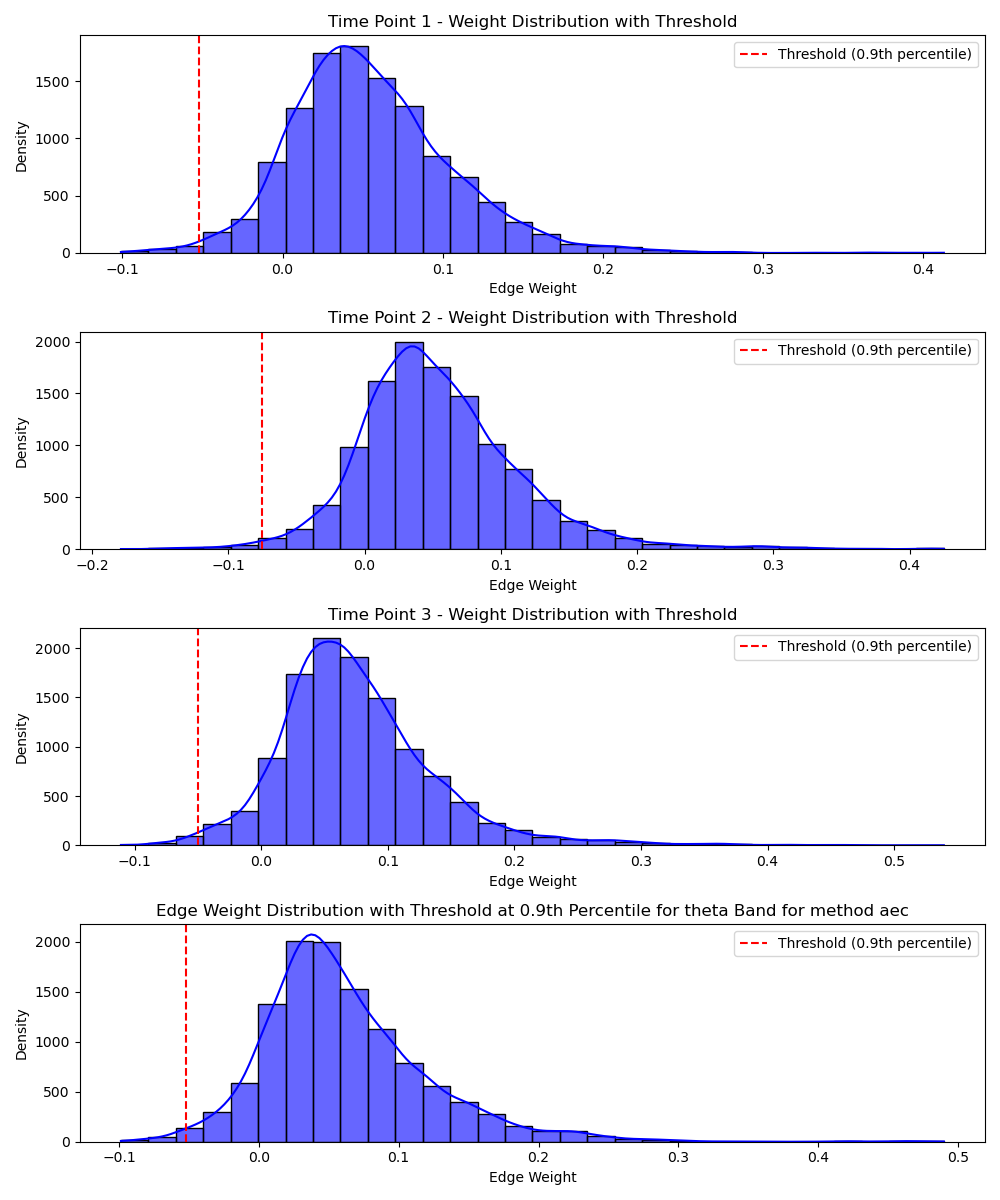 Time Point 1 - Weight Distribution with Threshold
Threshold (0.9th percentile)
Density
1500
1000
500
0
−0.1 0.0 0.1 0.2 0.3 0.4
Edge Weight
Time Point 2 - Weight Distribution with Threshold
Threshold (0.9th percentile)
Density
2000
1500
1000
500
0
−0.2 −0.1 0.0 0.1 0.2 0.3 0.4
Edge Weight
Time Point 3 - Weight Distribution with Threshold
Threshold (0.9th percentile)
Density
2000
1500
1000
500
0
−0.1 0.0 0.1 0.2 0.3 0.4 0.5
Edge Weight
Edge Weight Distribution with Threshold at 0.9th Percentile for theta Band for method aec
Threshold (0.9th percentile)
Density
2000
1500
1000
500
0
−0.1 0.0 0.1 0.2 0.3 0.4 0.5
Edge Weight